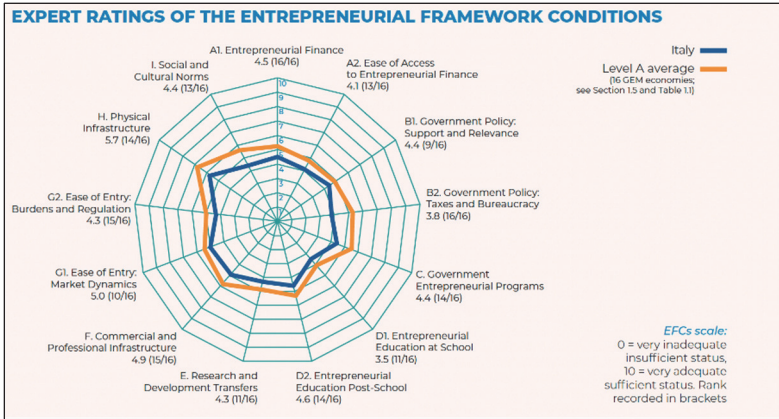 EXPERT RATINGS OF THE ENTREPRENEURIAL FRAMEWORK CONDITIONS
A1. Entrepreneurial Finance
4.5 (16/16)
A2. Ease of Access
to Entrepreneurial Finance
4.1 (13/16)
B1. Government Policy:
Support and Relevance
4.4 (9/16)
B2. Government Policy:
Taxes and Bureaucracy
3.8 (16/16)
C. Government
Entrepreneurial Programs
4.4 (14/16)
D1. Entrepreneurial
Education at School
3.5 (11/16)
D2. Entrepreneurial
Education Post-School
4.6 (14/16)
E. Research and
Development Transfers
4.3 (11/16)
F. Commercial and
Professional Infrastructure
4.9 (15/16)
G1. Ease of Entry:
Market Dynamics
5.0 (10/16)
G2. Ease of Entry:
Burdens and Regulation
4.3 (15/16)
H. Physical
Infrastructure
5.7 (14/16)
I. Social and
Cultural Norms
4.4 (13/16)
10
9
8
7
6
5
4
3
2
Italy
Level A average
(16 GEM economies;
see Section 1.5 and Table 1.1)
EFCs scale:
0 = very inadequate
insufficient status,
10 = very adequate
sufficient status. Rank
recorded in brackets